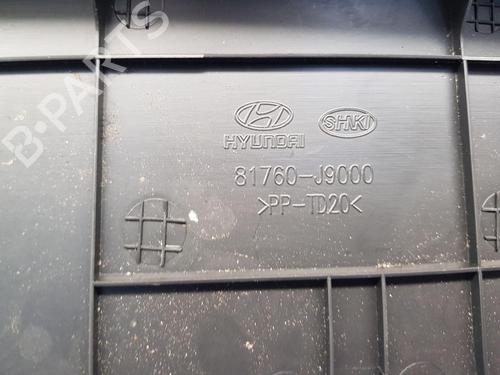 HYUNDAI SHKI
81760-J9000
>PP-TD20<
B-PARTS